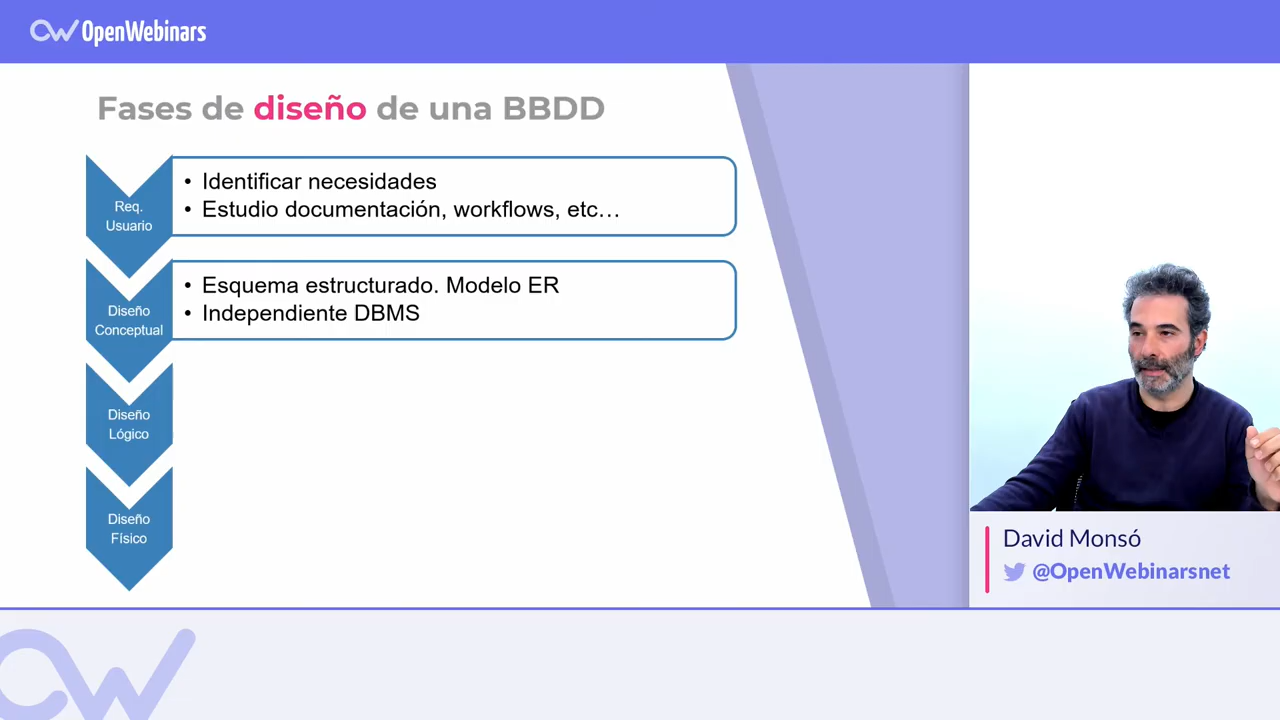 OpenWebinars
Fases de diseño de una BBDD
Req.
Usuario
• Identificar necesidades
• Estudio documentación, workflows, etc…
Diseño
Conceptual
• Esquema estructurado. Modelo ER
• Independiente DBMS
Diseño
Lógico
Diseño
Físico
David Monsó
@OpenWebinarsnet